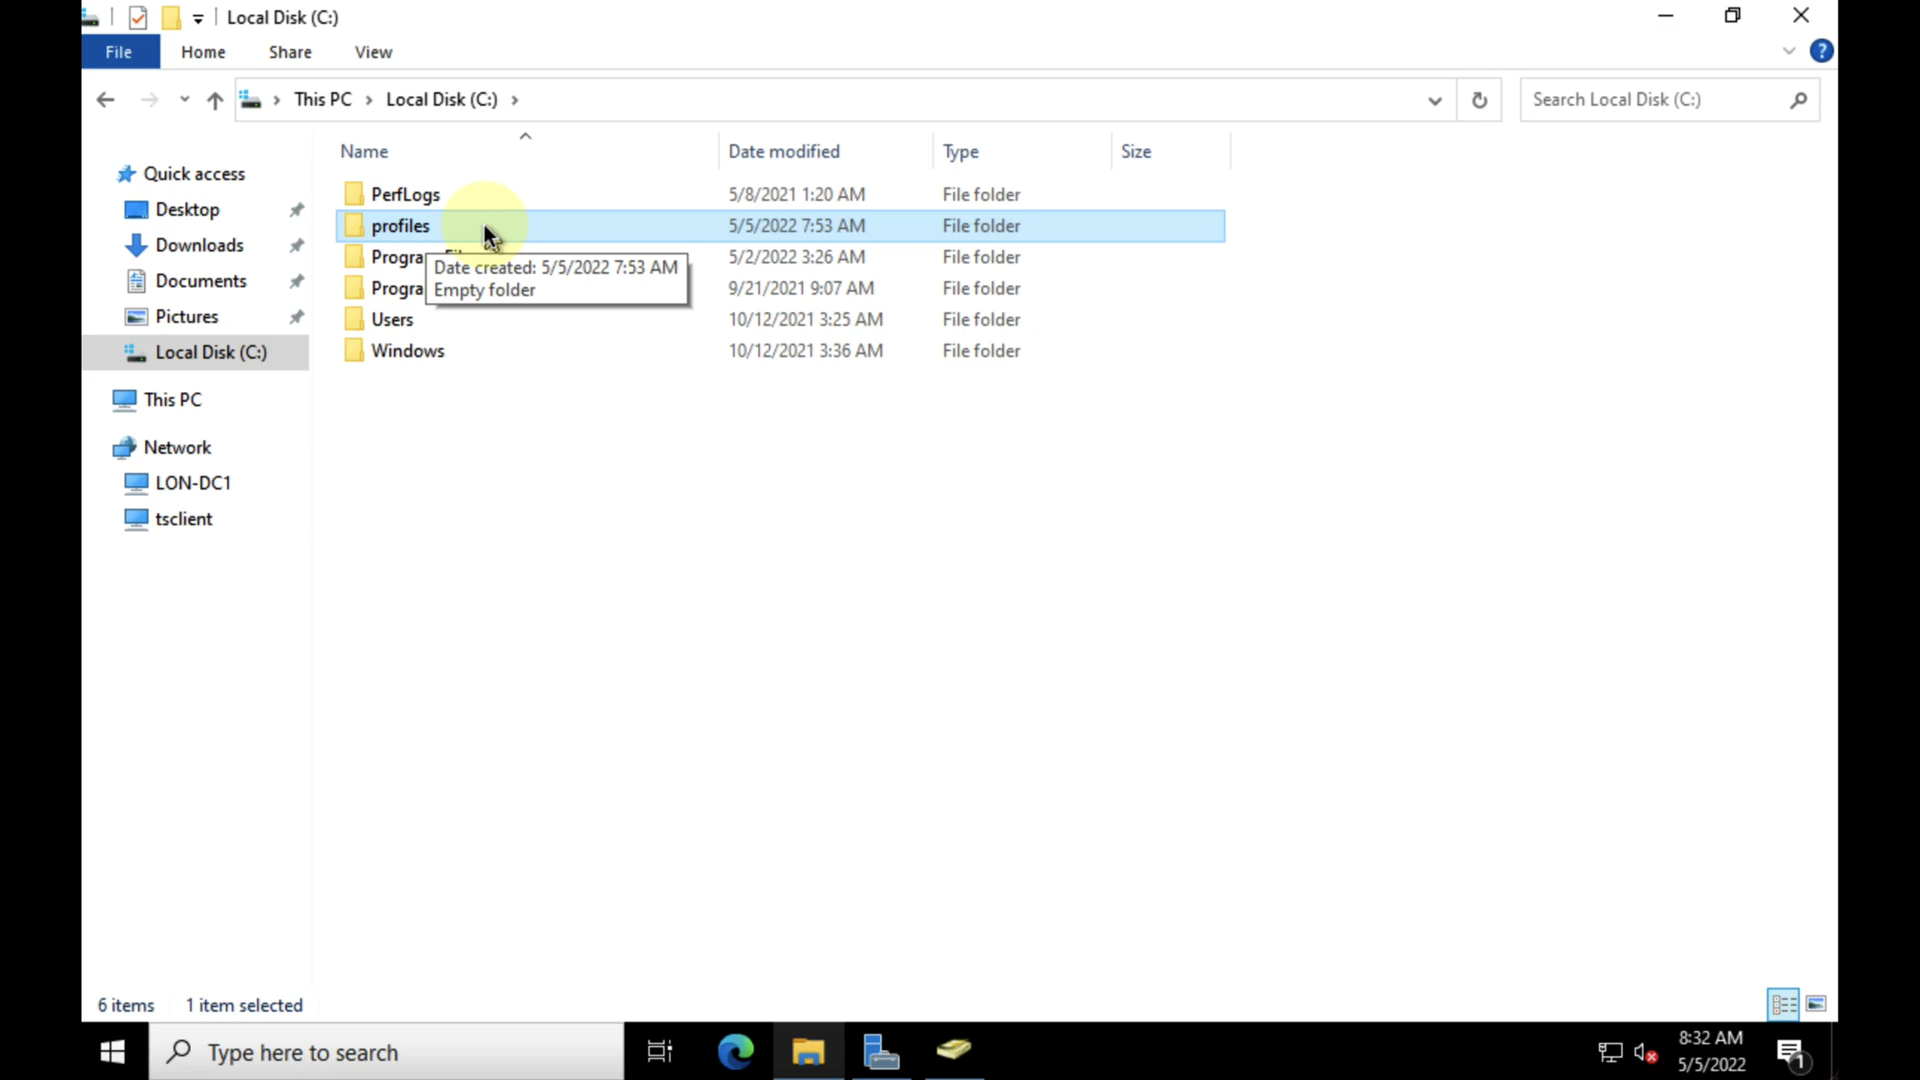 Local Disk (C:)
File Home Share View
?
This PC Local Disk (C:)
Search Local Disk (C:)
Name Date modified Type Size
Quick access
Desktop
Downloads
Documents
Pictures
Local Disk (C:)
This PC
Network
LON-DC1
tsclient
PerfLogs 5/8/2021 1:20 AM File folder
profiles 5/5/2022 7:53 AM File folder
5/2/2022 3:26 AM File folder
9/21/2021 9:07 AM File folder
Users 10/12/2021 3:25 AM File folder
Windows 10/12/2021 3:36 AM File folder
Date created: 5/5/2022 7:53 AM
Empty folder
6 items 1 item selected
Type here to search
8:32 AM
5/5/2022
1